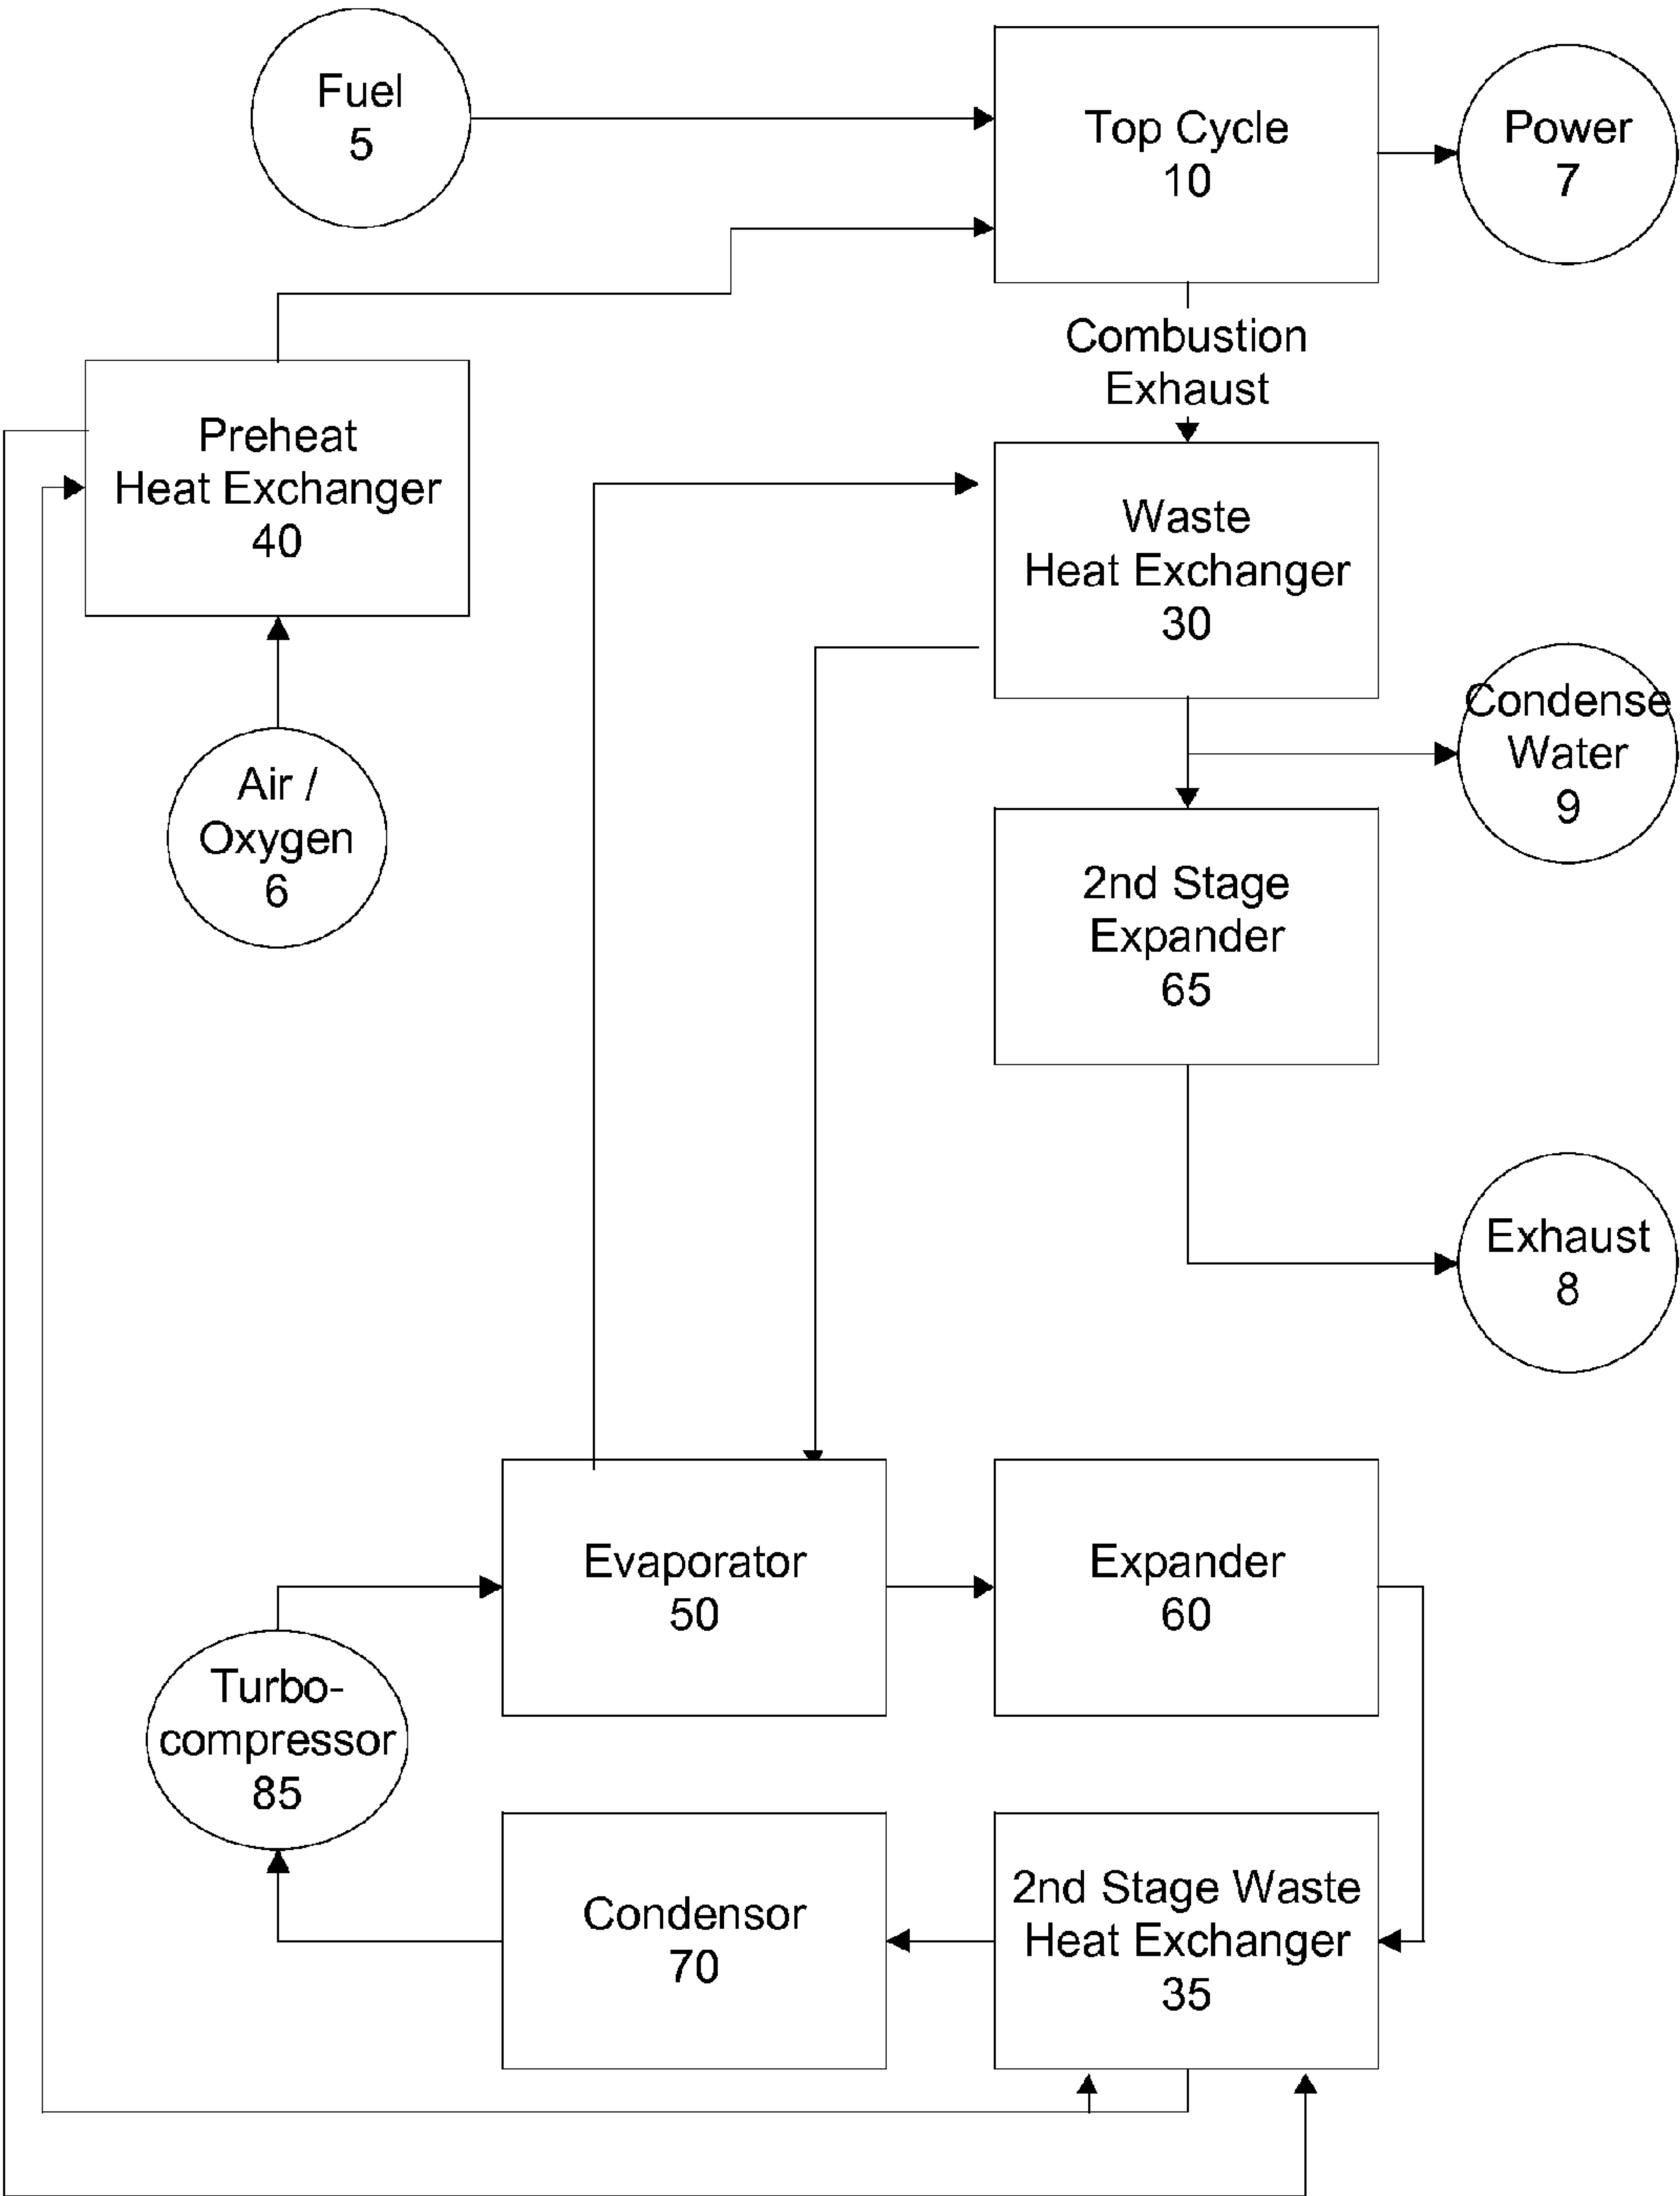 Fuel
5
Top Cycle
10
Power
7
Combustion
Exhaust
Preheat
Heat Exchanger
40
Waste
Heat Exchanger
30
Air /
Oxygen
6
Condense
Water
9
2nd Stage
Expander
65
Exhaust
8
Evaporator
50
Expander
60
Turbo-
compressor
85
Condensor
70
2nd Stage Waste
Heat Exchanger
35